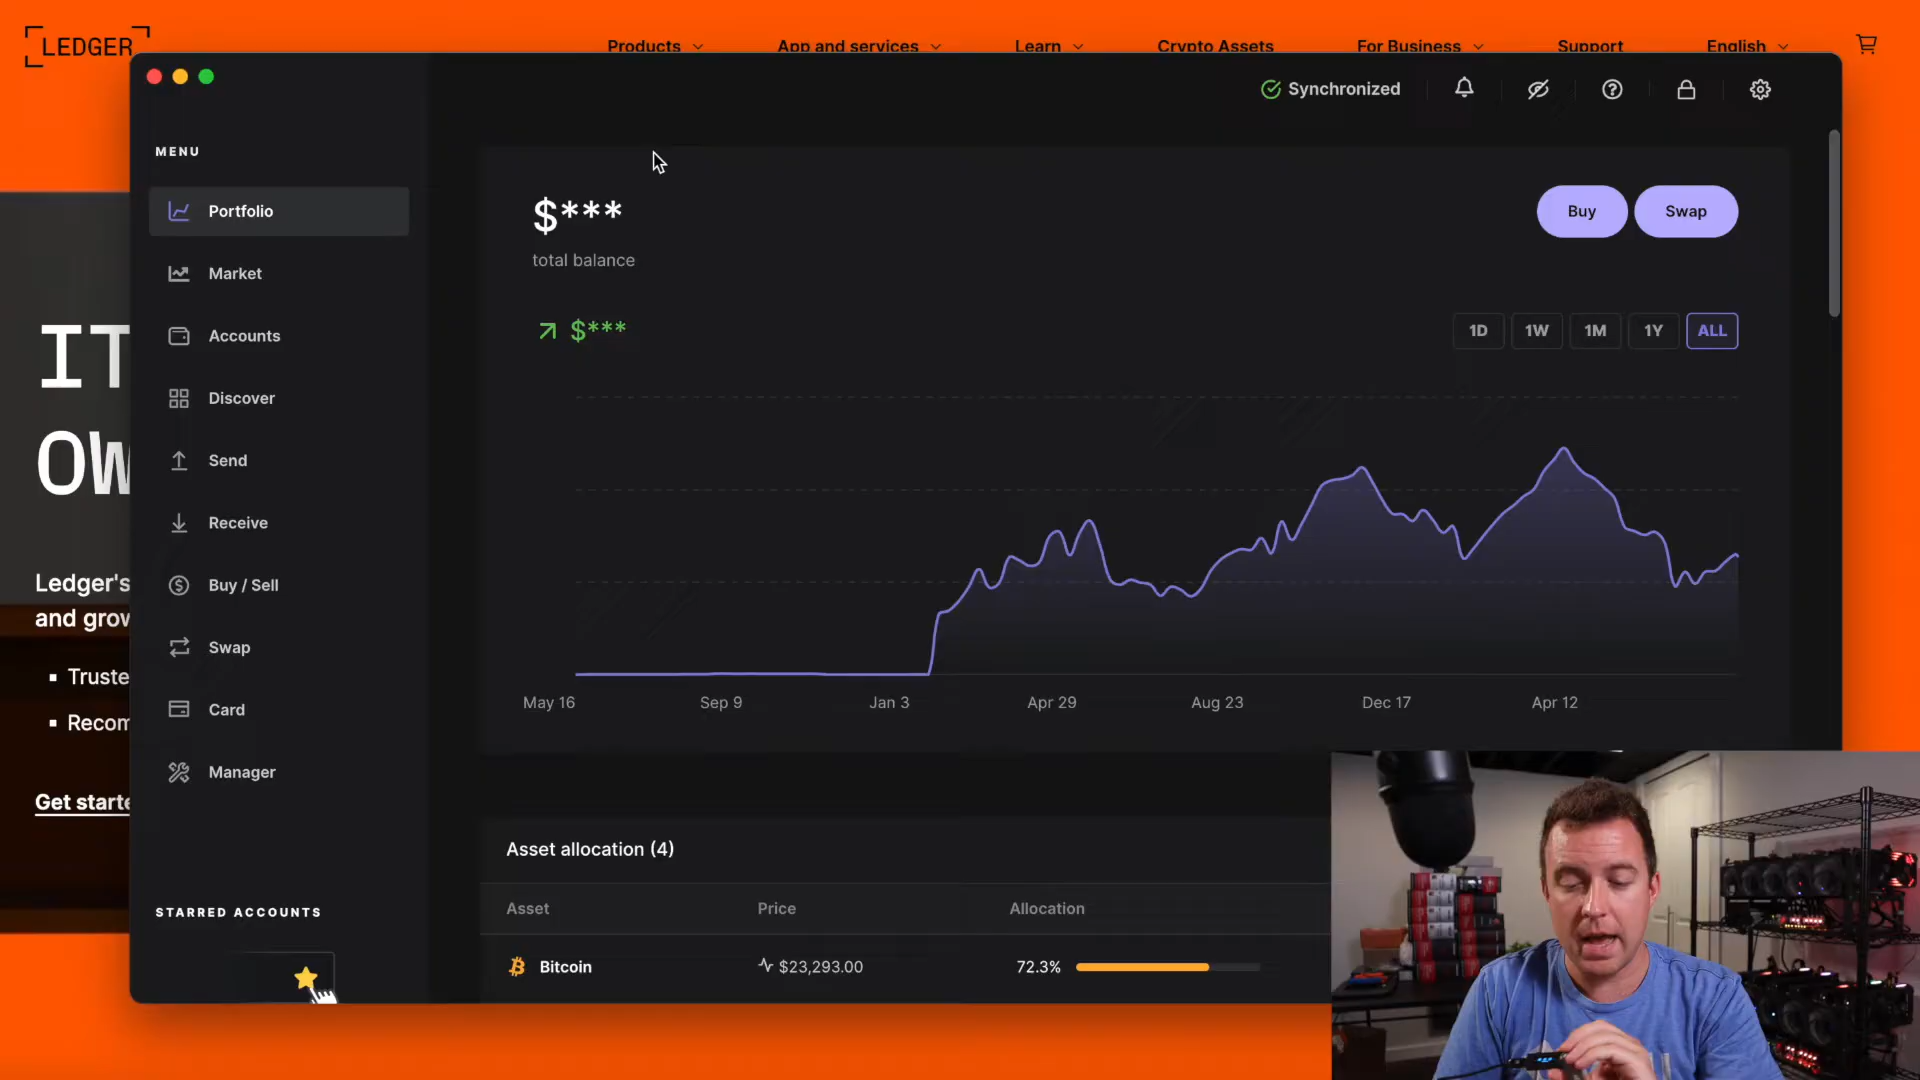 LEDGER
Products
App and services
Learn
Crypto Assets
For Business
Support
English
Synchronized
MENU
Portfolio
Market
Accounts
Discover
Send
Receive
Buy / Sell
Swap
Card
Manager
STARRED ACCOUNTS
$***
total balance
Buy
Swap
$***
1D
1W
1M
1Y
ALL
May 16
Sep 9
Jan 3
Apr 29
Aug 23
Dec 17
Apr 12
Asset allocation (4)
Asset
Price
Allocation
Bitcoin
$23,293.00
72.3%
IT
OW
Ledger's
and grow
Truste
Recom
Get starte